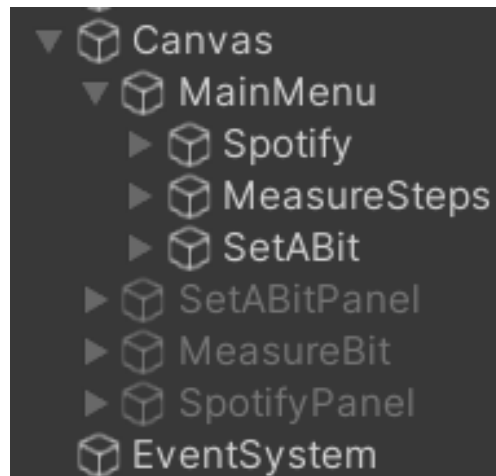 Canvas
MainMenu
Spotify
MeasureSteps
SetABit
SetABitPanel
MeasureBit
SpotifyPanel
EventSystem